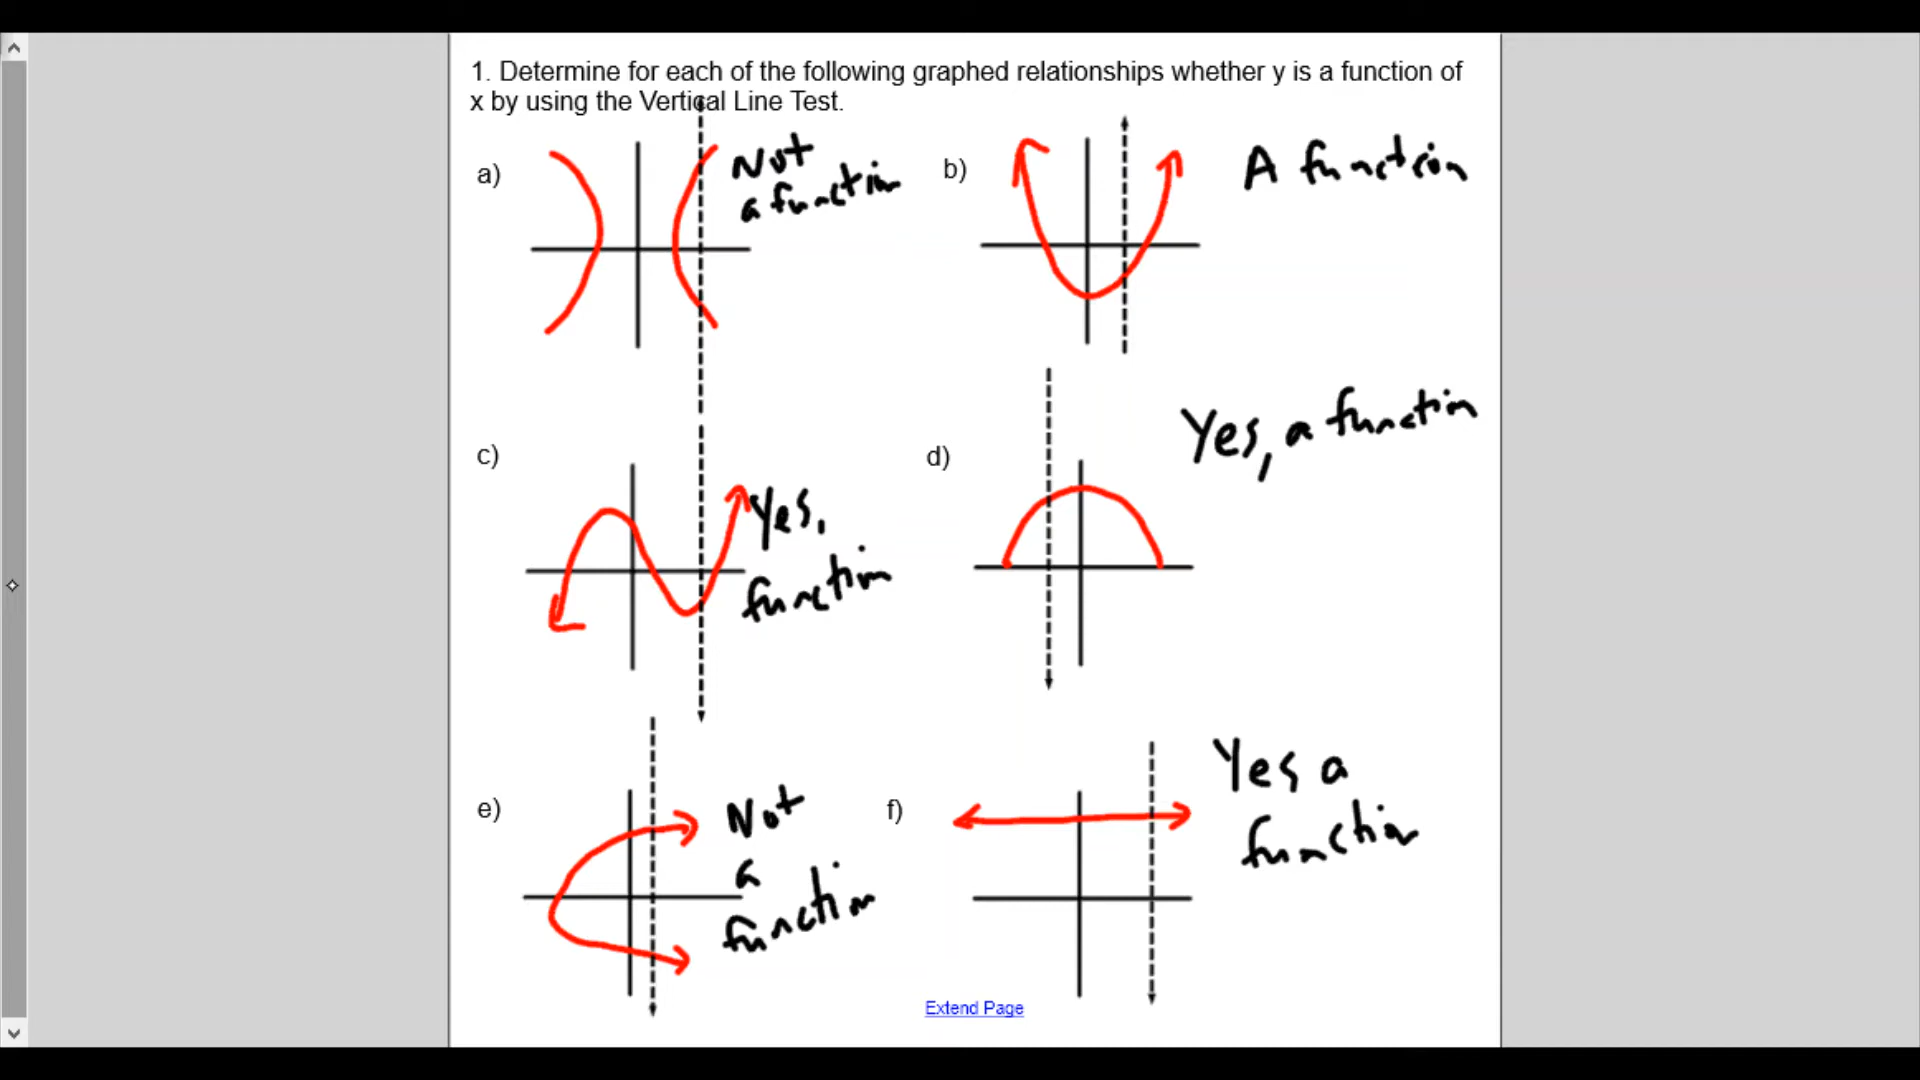 1. Determine for each of the following graphed relationships whether y is a function of
x by using the Vertical Line Test.
a)
Not
a function
b)
A function
c)
Yes,
function
d)
Yes, a function
e)
Not
a
function
f)
Yes a
function
Extend Page